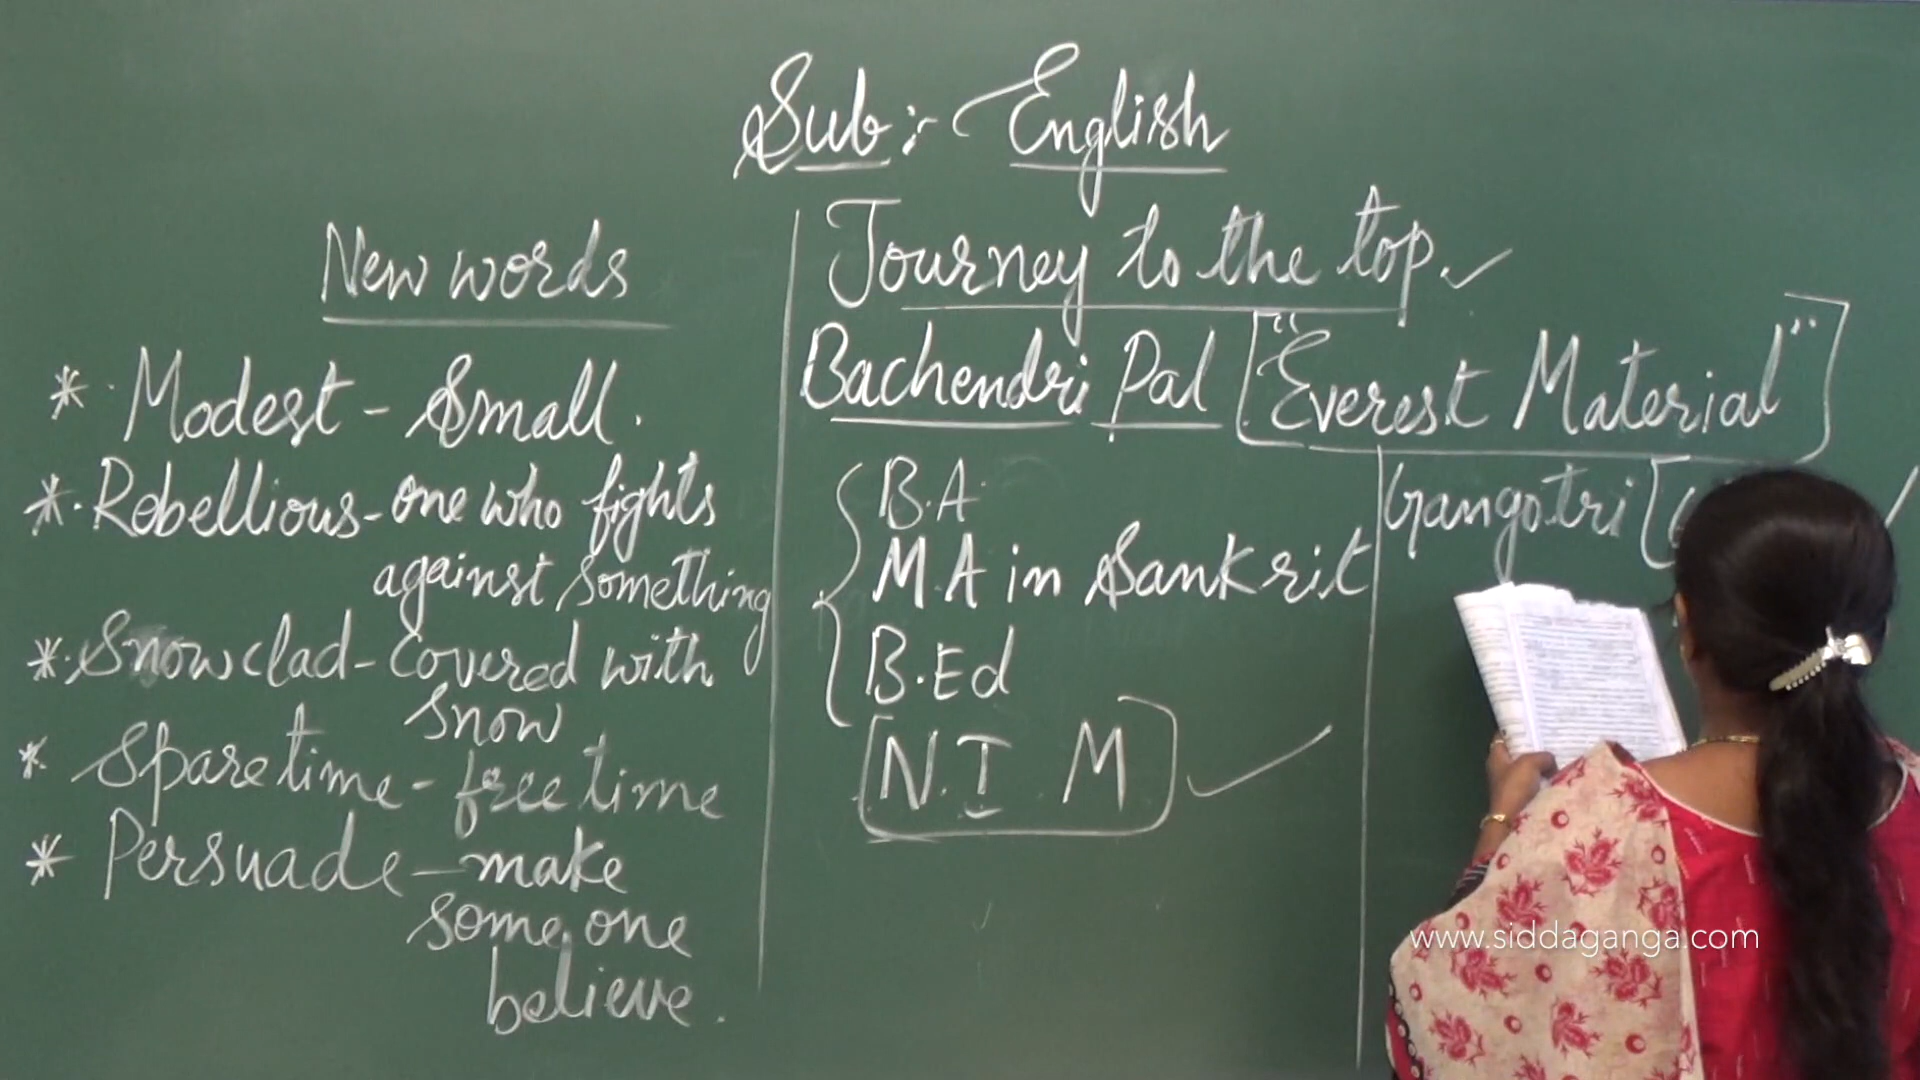 Sub:- English
New words
* Modest - Small.
* Rebellious - one who fights
against something
* Snowclad - Covered with
snow
* Spare time - free time
* Persuade - make
someone
believe.
Journey to the top.
Bachendri Pal ["Everest Material"]
B.A
M.A in Sankrit
B.Ed
N.I M
Gangotri
www.siddaganga.com